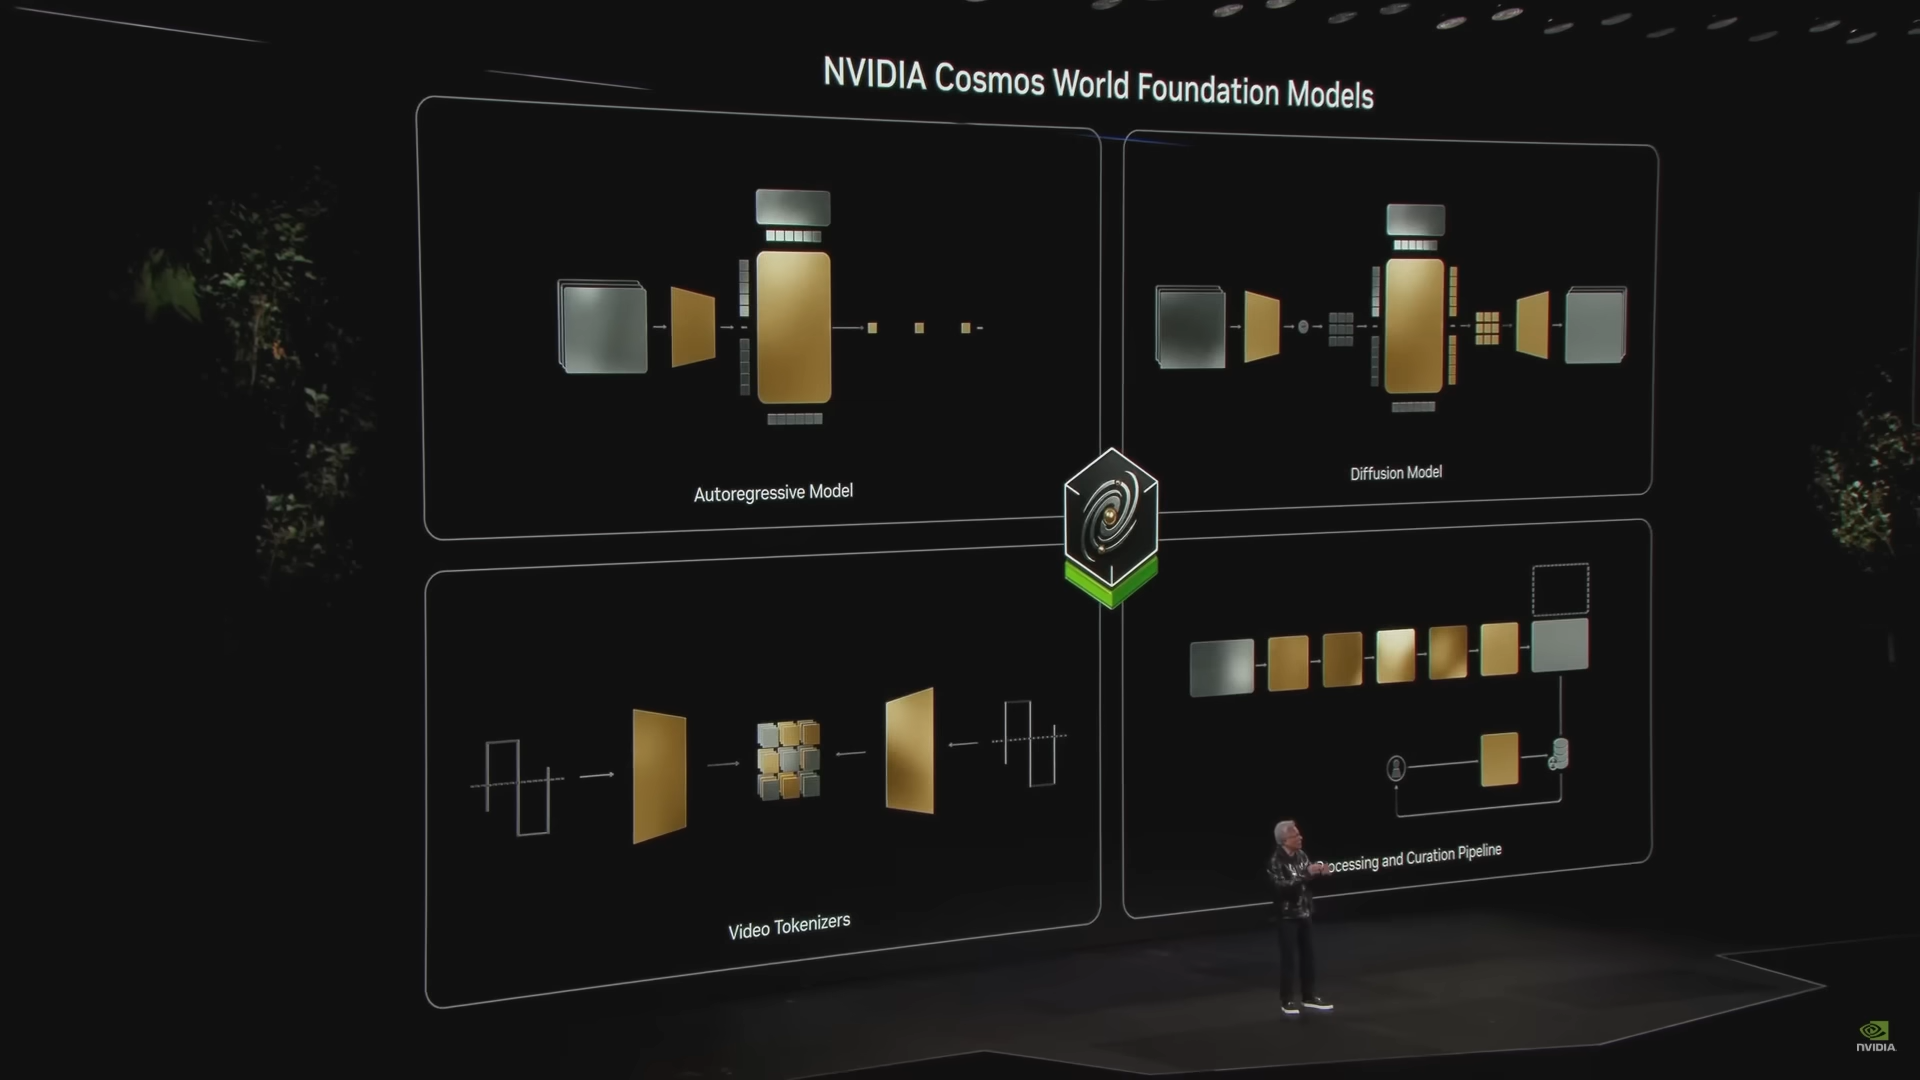 NVIDIA Cosmos World Foundation Models
Autoregressive Model
Diffusion Model
Video Tokenizers
Processing and Curation Pipeline
NVIDIA